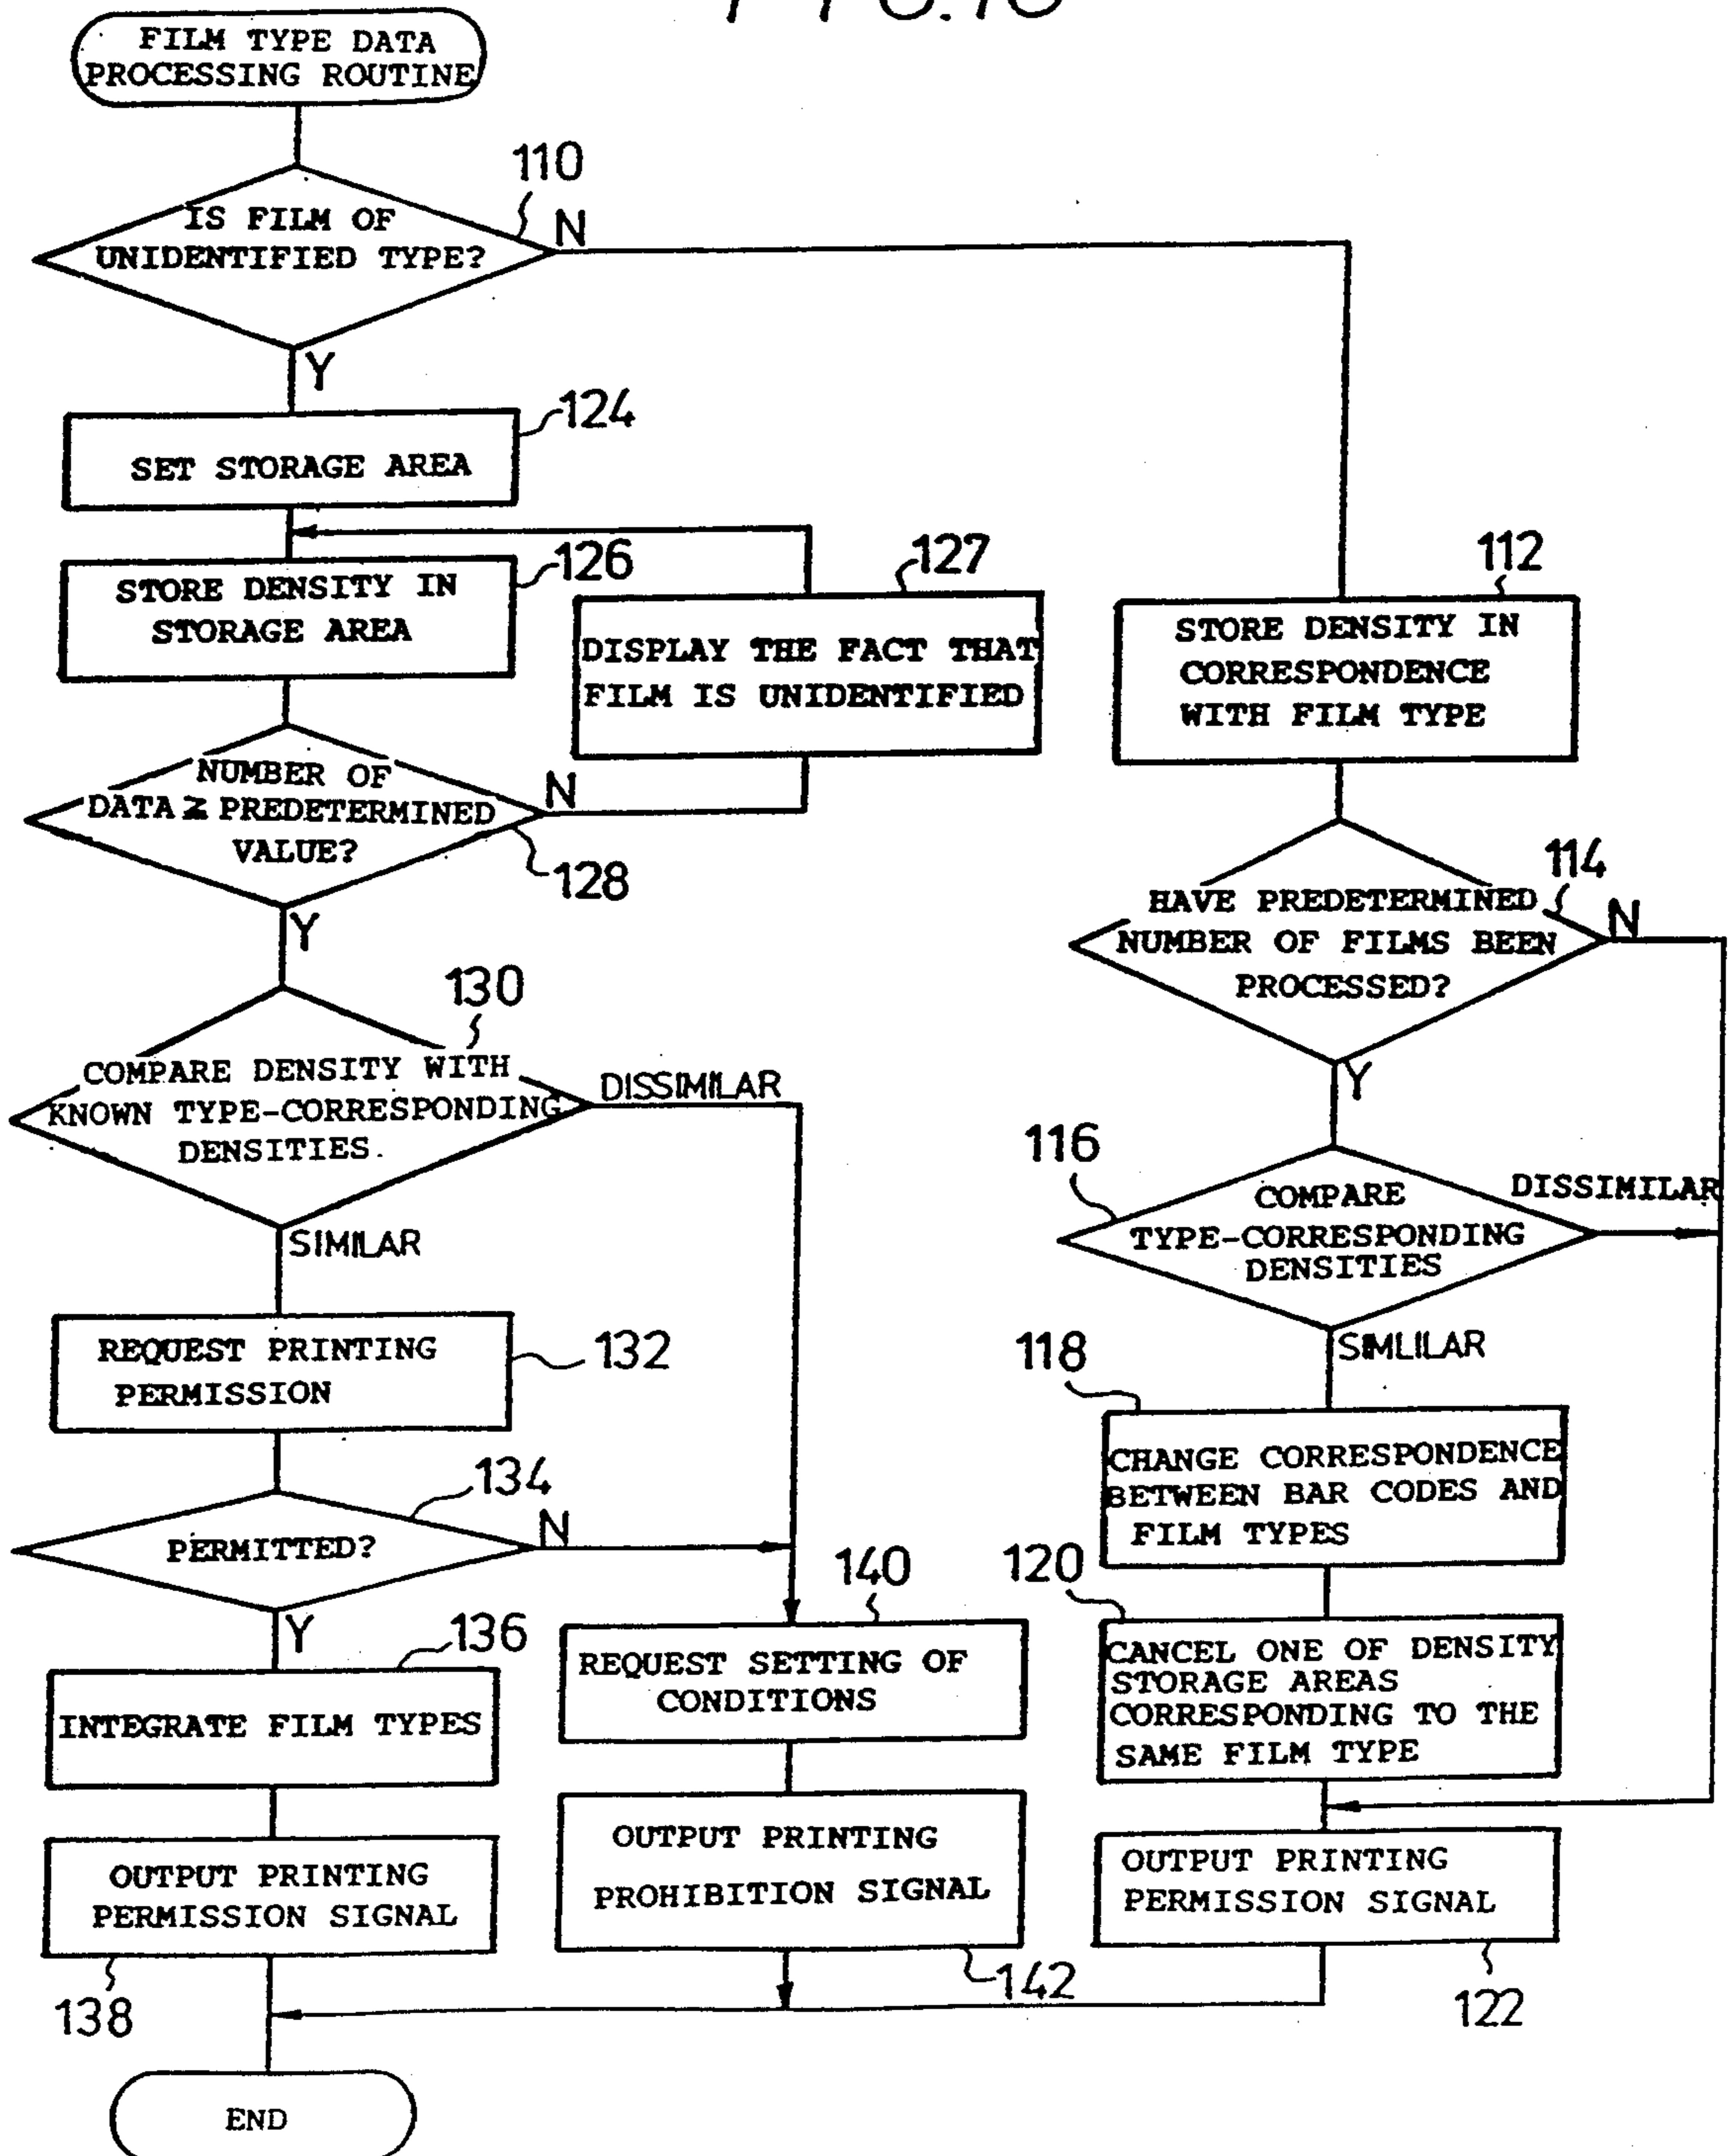 FIG.10
FILM TYPE DATA
PROCESSING ROUTINE
110
IS FILM OF
UNIDENTIFIED TYPE?
N
Y
124
SET STORAGE AREA
126
STORE DENSITY IN
STORAGE AREA
127
DISPLAY THE FACT THAT
FILM IS UNIDENTIFIED
112
STORE DENSITY IN
CORRESPONDENCE
WITH FILM TYPE
NUMBER OF
DATA ≧ PREDETERMINED
VALUE?
N
128
Y
114
HAVE PREDETERMINED
NUMBER OF FILMS BEEN
PROCESSED?
N
Y
130
COMPARE DENSITY WITH
KNOWN TYPE-CORRESPONDING
DENSITIES.
DISSIMILAR
SIMILAR
116
COMPARE
TYPE-CORRESPONDING
DENSITIES
DISSIMILAR
SIMLILAR
REQUEST PRINTING
PERMISSION
132
118
CHANGE CORRESPONDENCE
BETWEEN BAR CODES AND
FILM TYPES
134
PERMITTED?
N
Y
120
CANCEL ONE OF DENSITY
STORAGE AREAS
CORRESPONDING TO THE
SAME FILM TYPE
136
INTEGRATE FILM TYPES
140
REQUEST SETTING OF
CONDITIONS
OUTPUT PRINTING
PERMISSION SIGNAL
138
OUTPUT PRINTING
PROHIBITION SIGNAL
142
OUTPUT PRINTING
PERMISSION SIGNAL
122
END